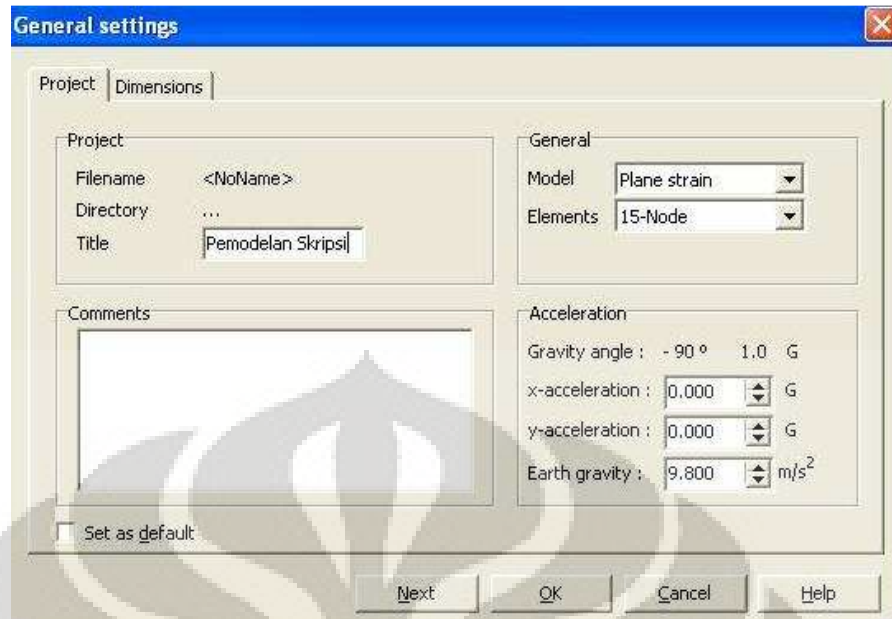 General settings
Project Dimensions
Project
Filename <NoName>
Directory ...
Title Pemodelan Skripsi
General
Model Plane strain
Elements 15-Node
Comments
Acceleration
Gravity angle : - 90 º 1.0 G
x-acceleration : 0.000 G
y-acceleration : 0.000 G
Earth gravity : 9.800 m/s²
Set as default
Next OK Cancel Help